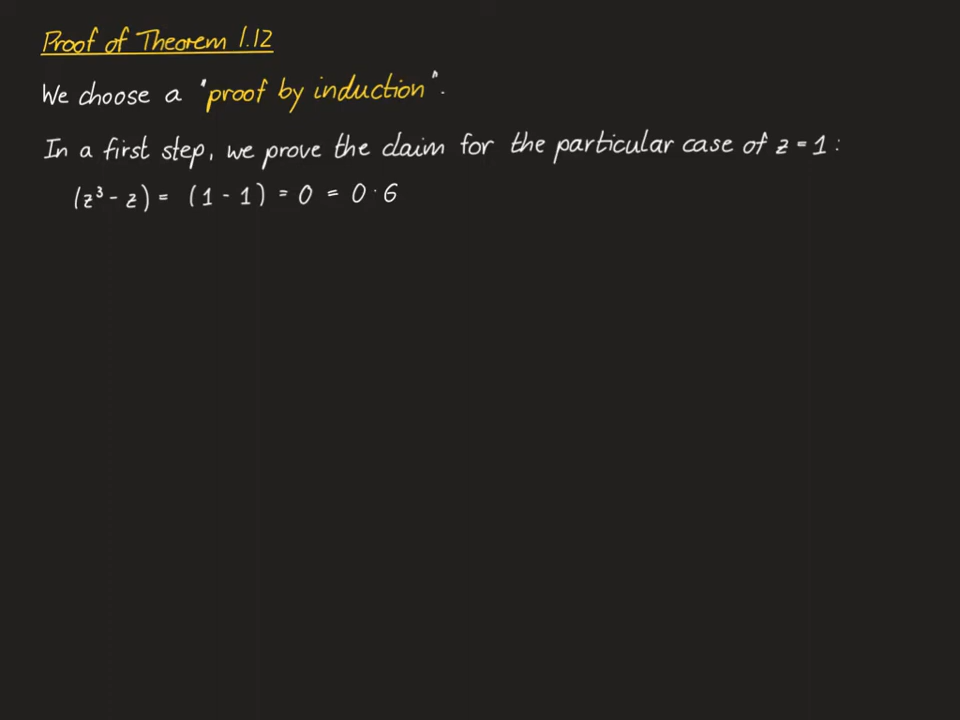 Proof of Theorem 1.12
We choose a "proof by induction".
In a first step, we prove the claim for the particular case of z = 1 :
(z³ - z) = (1 - 1) = 0 = 0 · 6